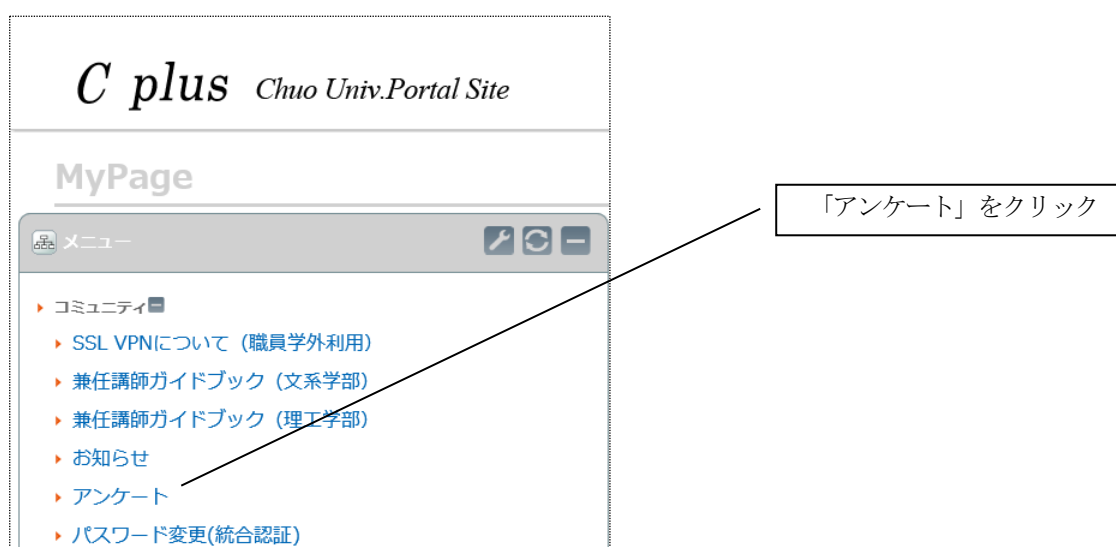 C plus Chuo Univ.Portal Site
MyPage
「アンケート」をクリック
メニュー
コミュニティ
SSL VPNについて（職員学外利用）
兼任講師ガイドブック（文系学部）
兼任講師ガイドブック（理工学部）
お知らせ
アンケート
パスワード変更(統合認証)